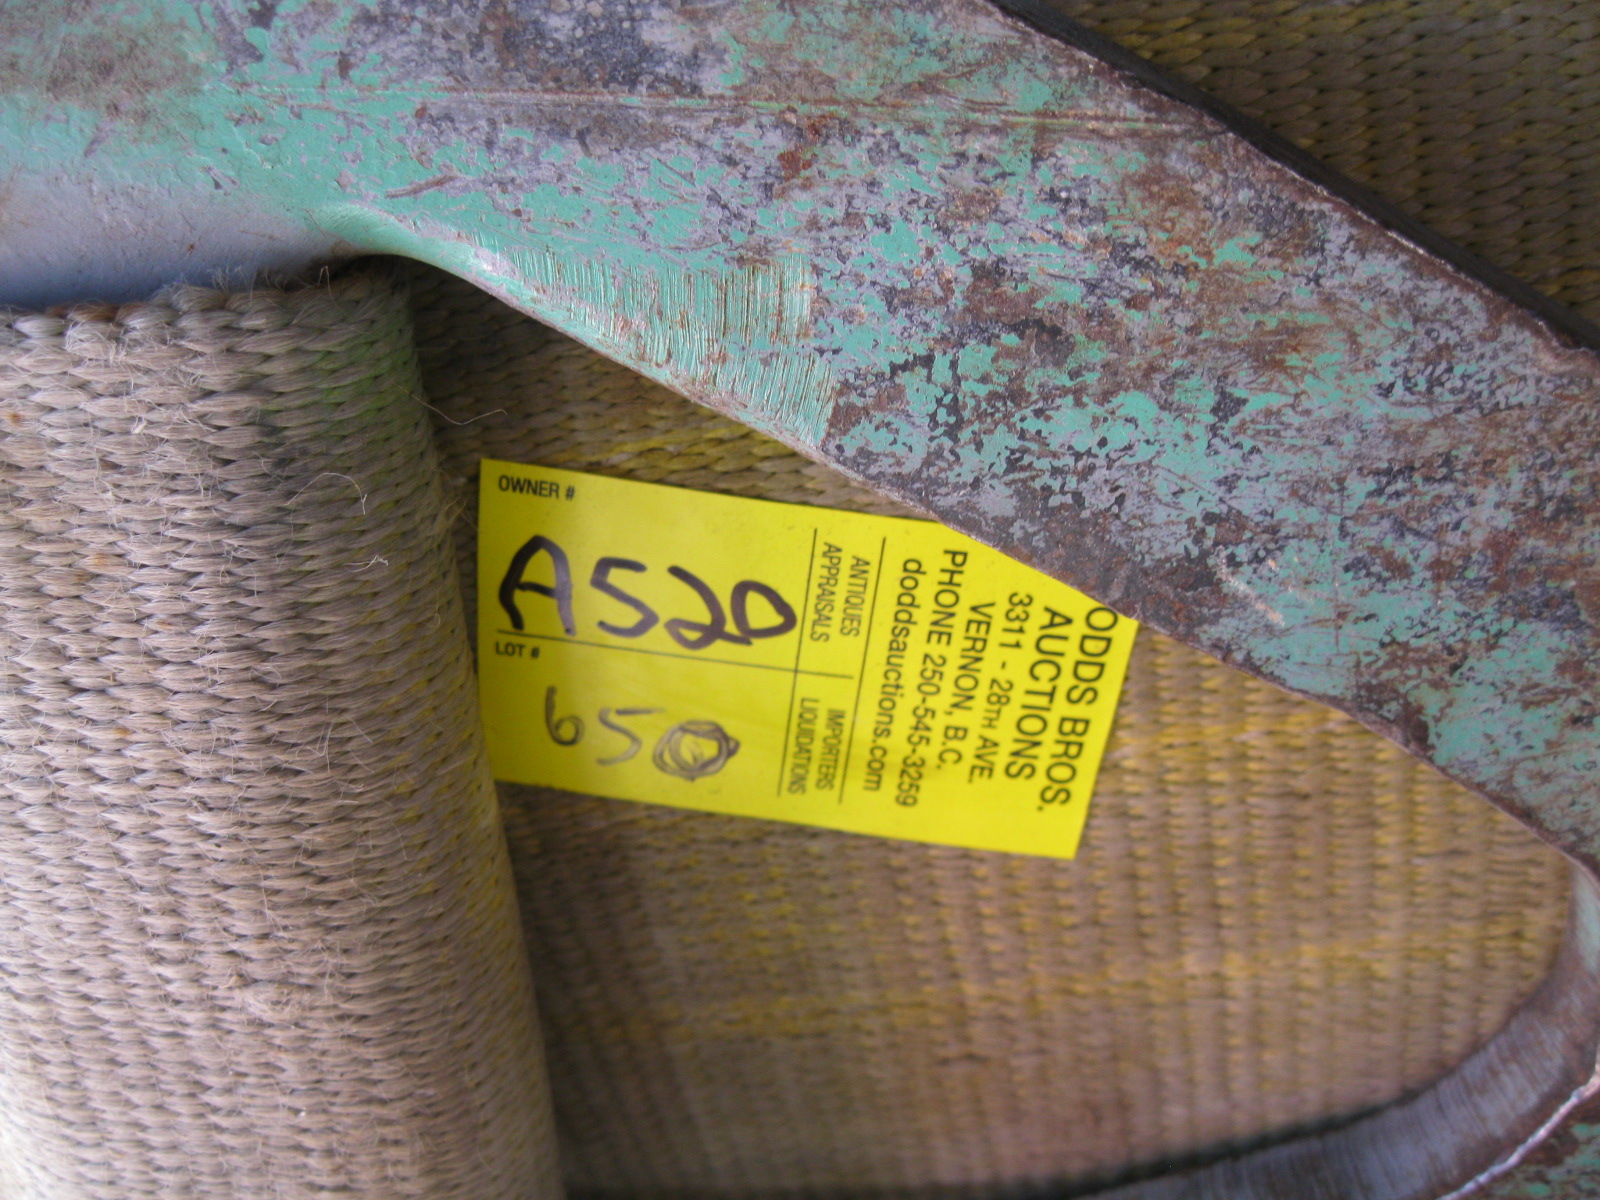 OWNER #
A520
LOT #
650
ANTIQUES
APPRAISALS
IMPORTERS
LIQUIDATIONS
ODDS BROS.
AUCTIONS
3311 - 28TH AVE.
VERNON, B.C.
PHONE 250-545-3259
doddsauctions.com